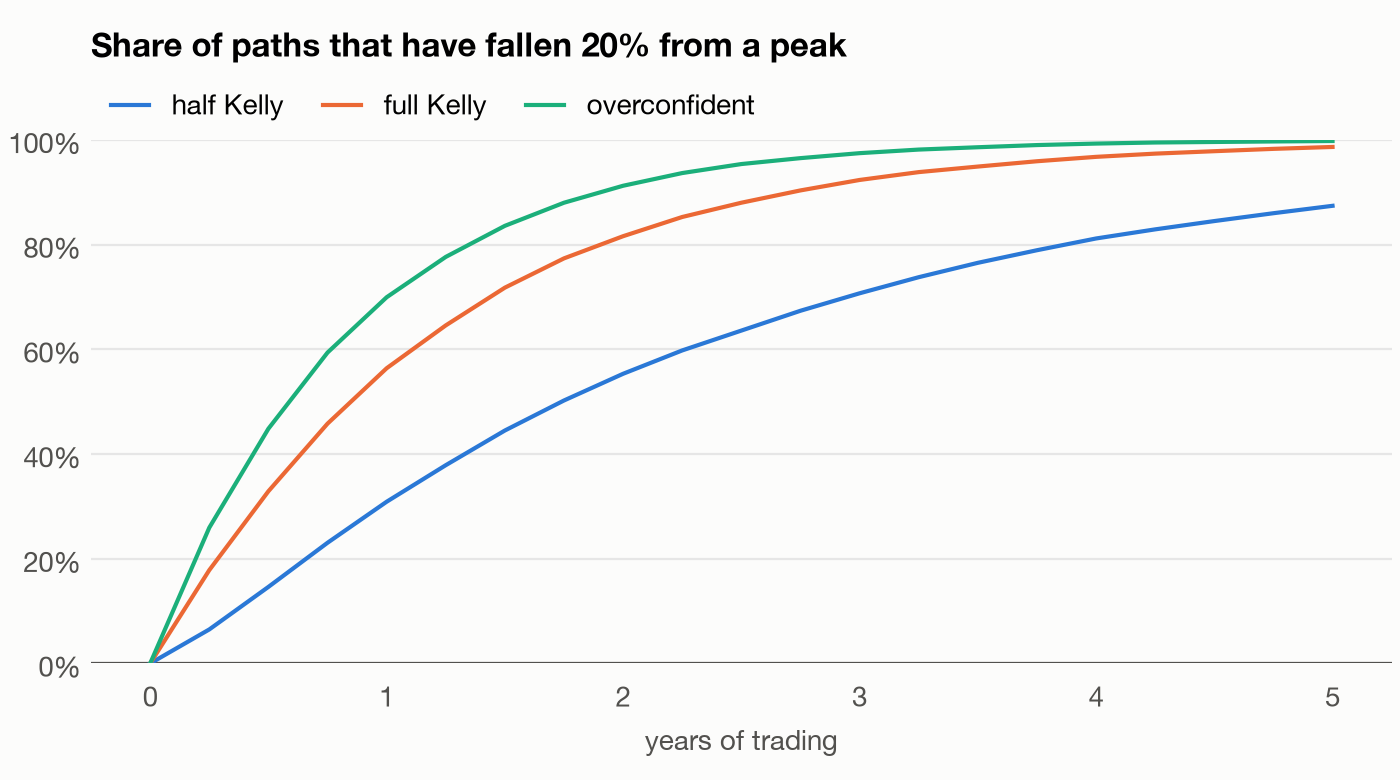 Share of paths that have fallen 20% from a peak
half Kelly full Kelly overconfident
100%
80%
60%
40%
20%
0%
0 1 2 3 4 5
years of trading